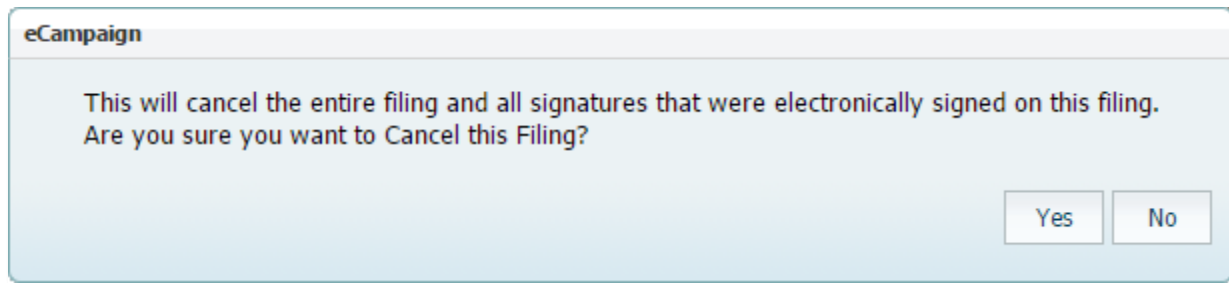 eCampaign
This will cancel the entire filing and all signatures that were electronically signed on this filing.
Are you sure you want to Cancel this Filing?
Yes No